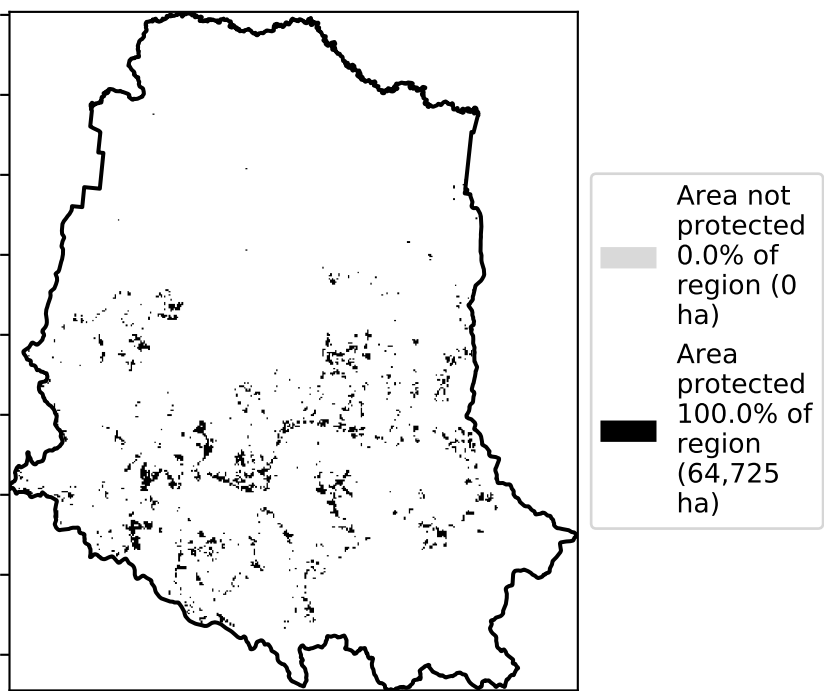 Area not
protected
0.0% of
region (0
ha)
Area
protected
100.0% of
region
(64,725
ha)